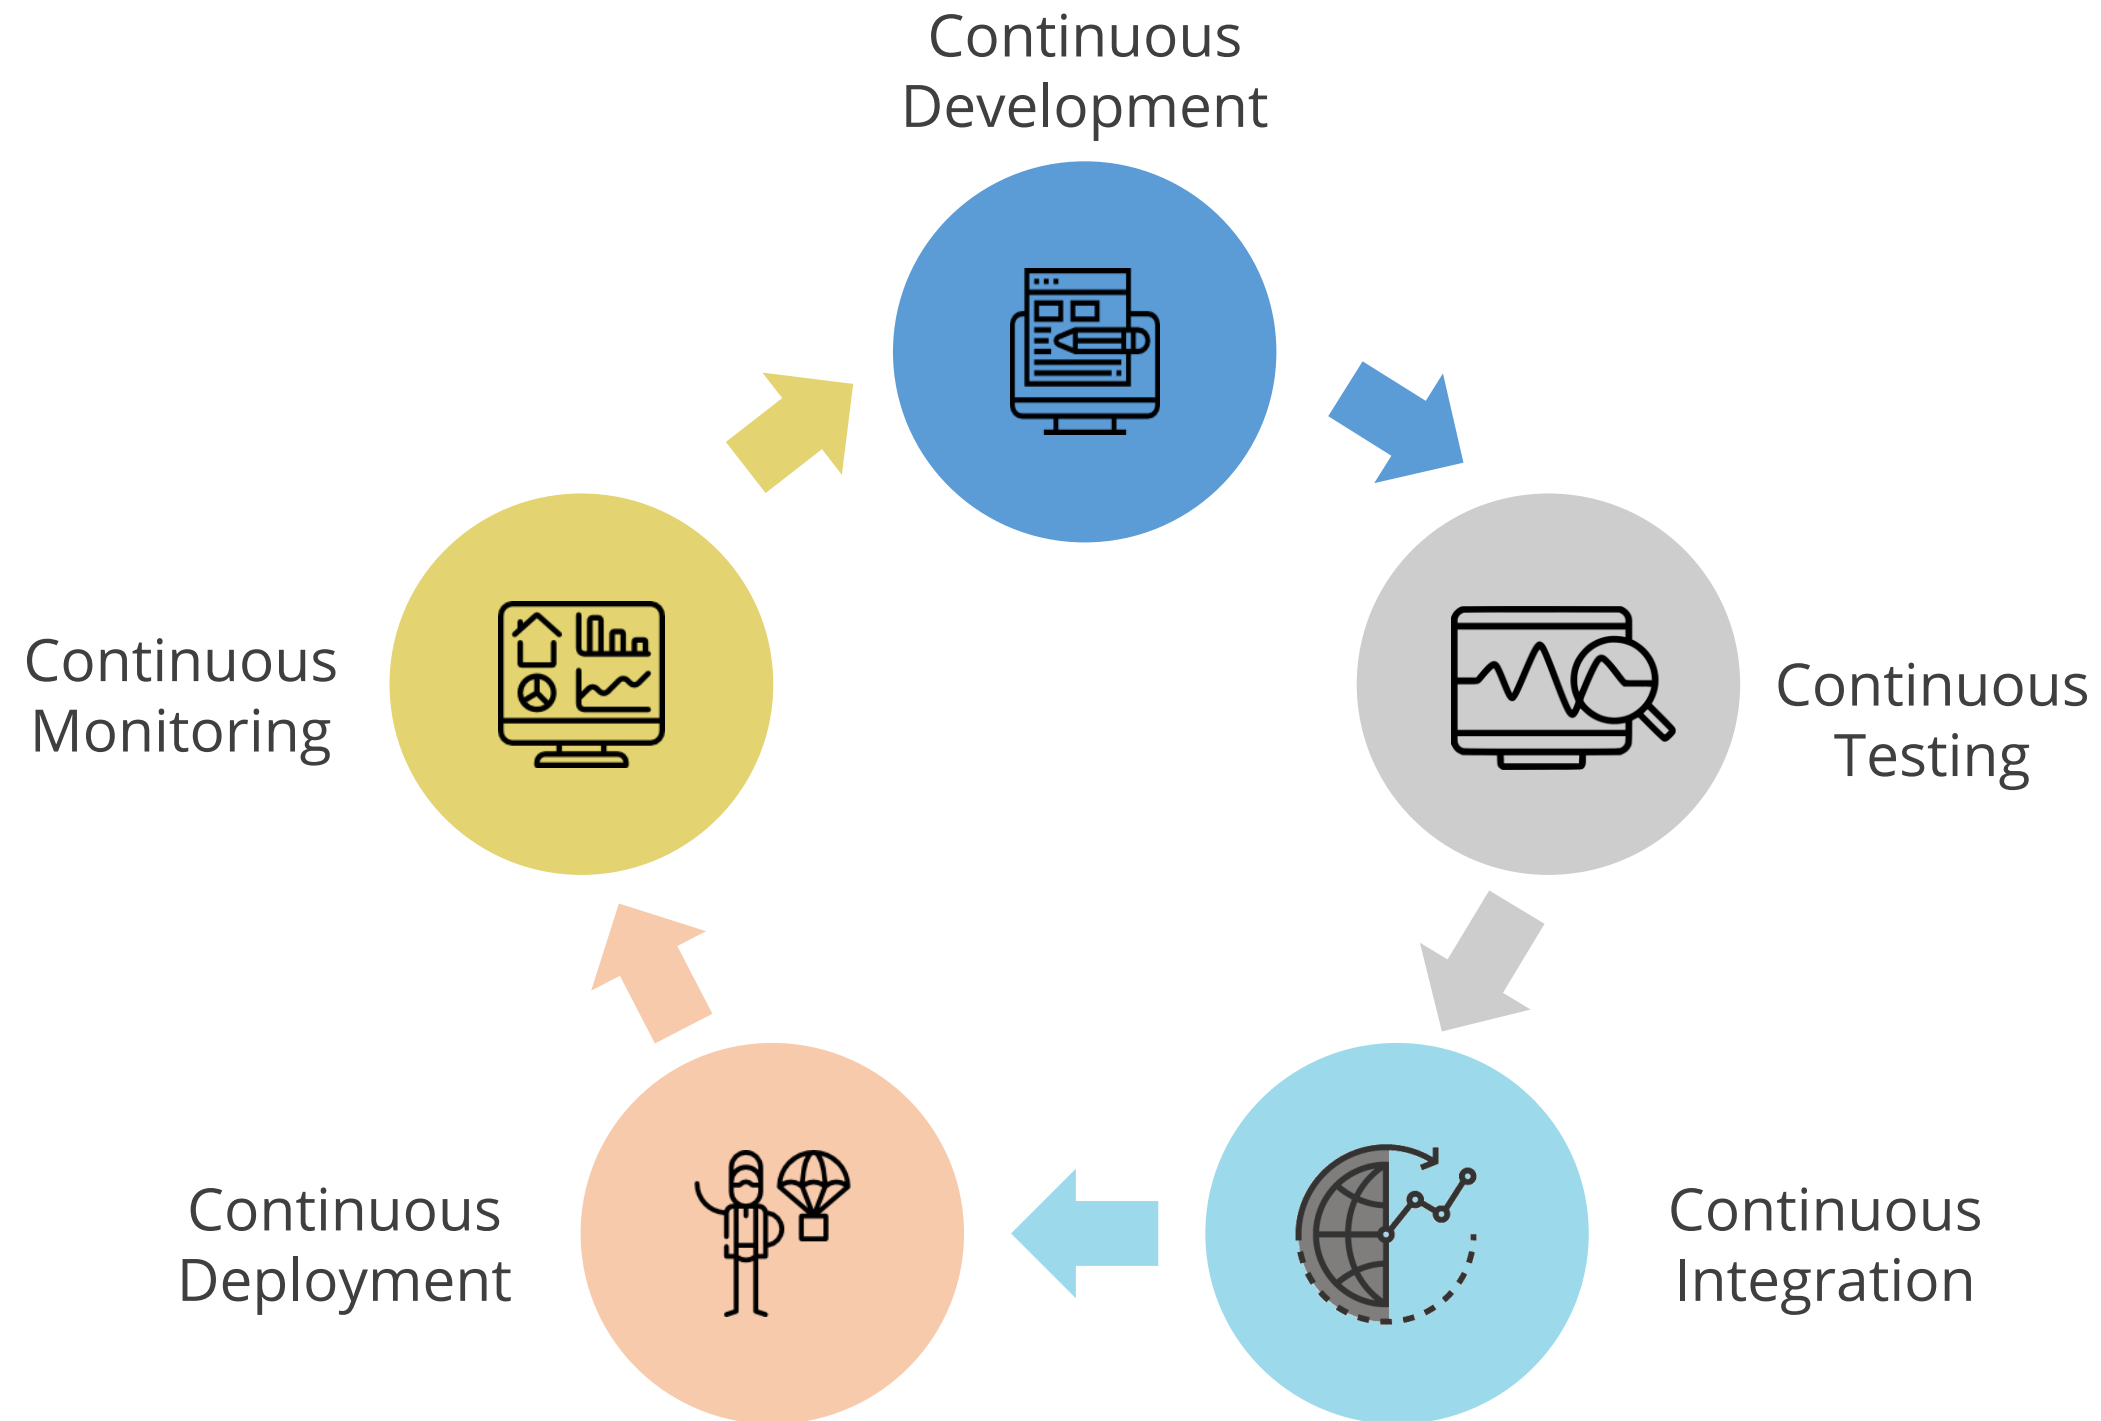 Continuous
Development
Continuous
Testing
Continuous
Integration
Continuous
Deployment
Continuous
Monitoring